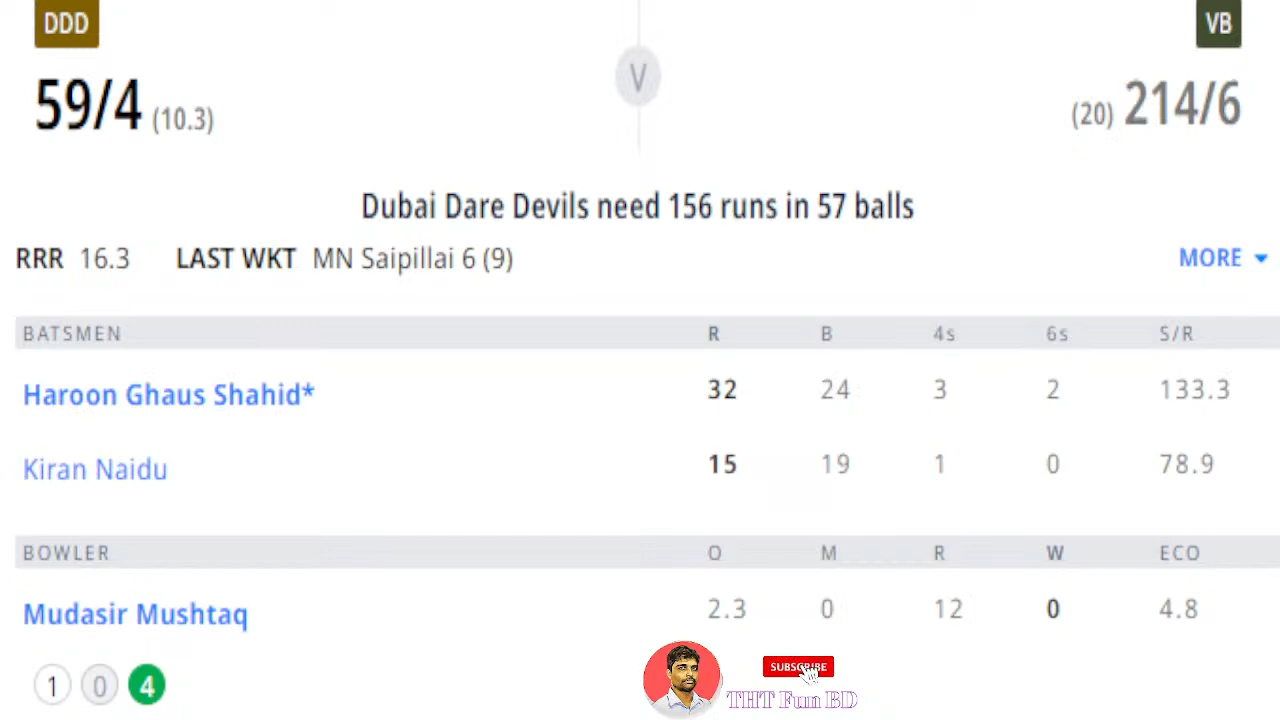 DDD VB
59/4 (10.3) V (20) 214/6
Dubai Dare Devils need 156 runs in 57 balls
RRR 16.3 LAST WKT MN Saipillai 6 (9) MORE
BATSMEN R B 4s 6s S/R
Haroon Ghaus Shahid* 32 24 3 2 133.3
Kiran Naidu 15 19 1 0 78.9
BOWLER O M R W ECO
Mudasir Mushtaq 2.3 0 12 0 4.8
1 0 4
SUBSCRIBE
THT Fun BD